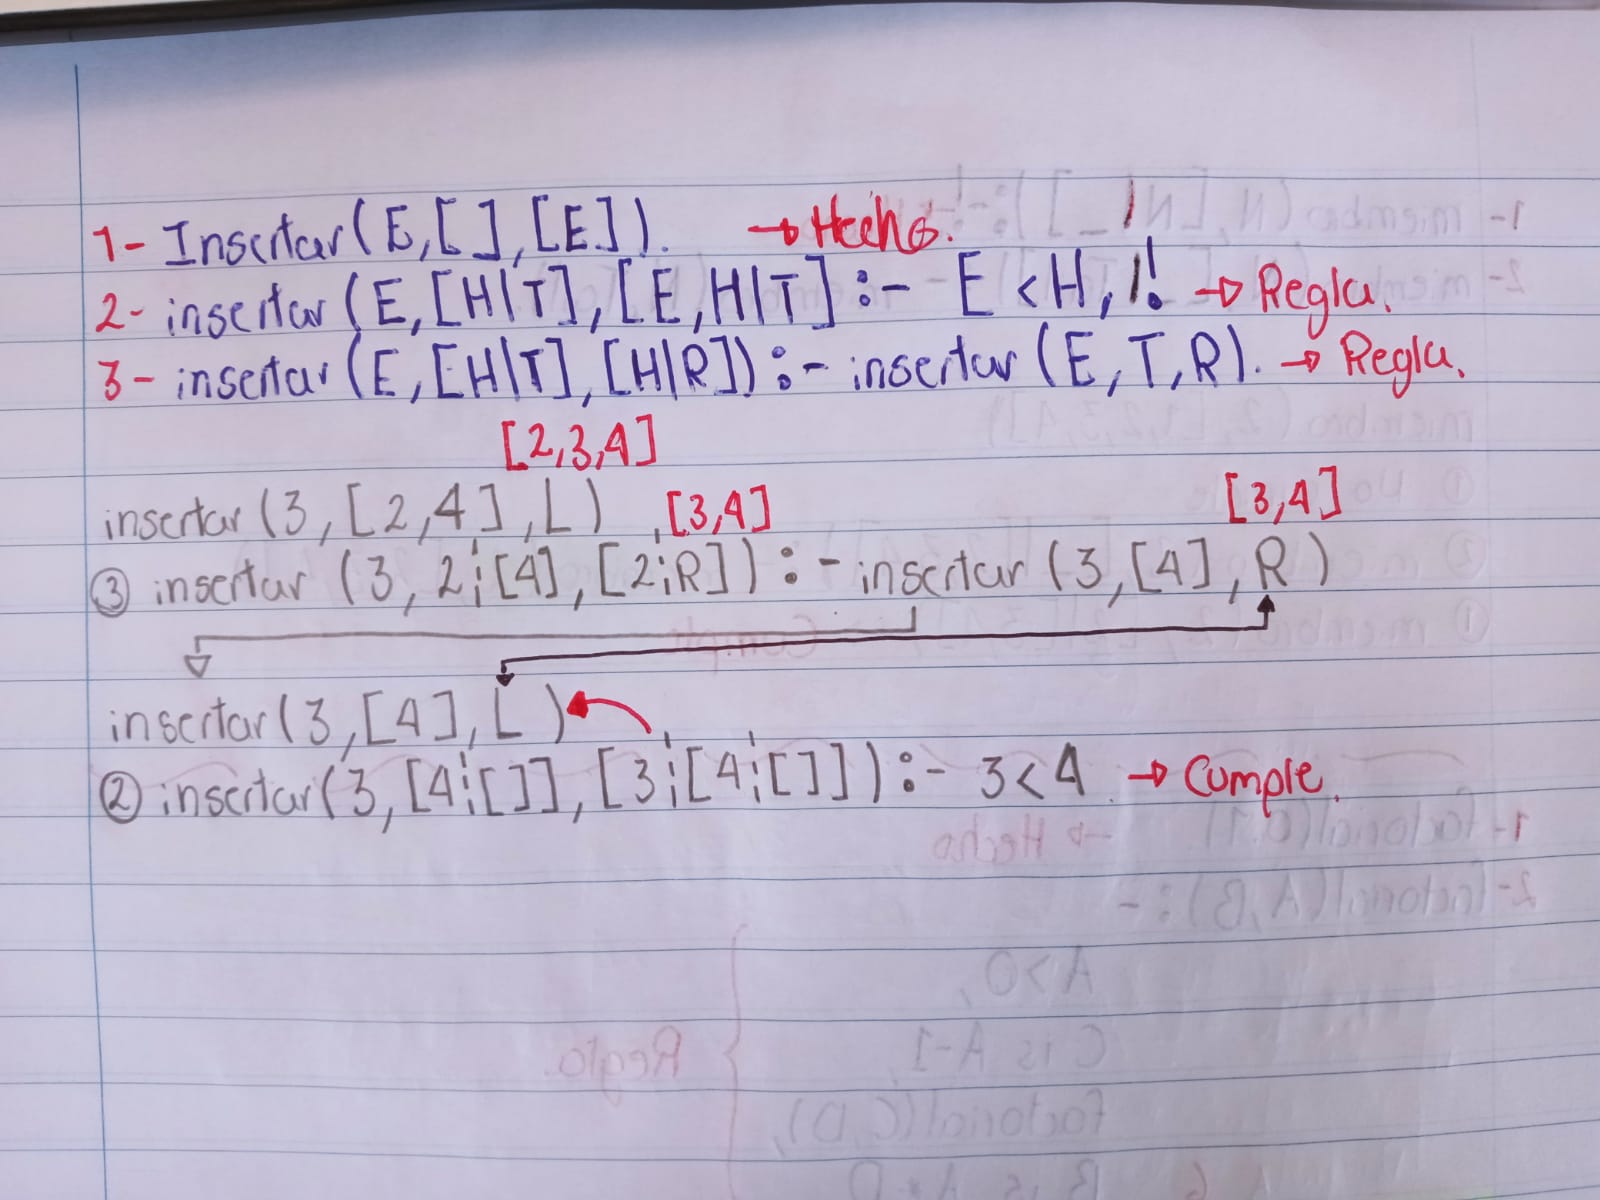 1- Insertar(E,[ ],[E]). → Hecho.
2- insertar (E,[H|T],[E,H|T] :- E <H, ! → Regla.
3- insertar (E,[H|T],[H|R]) :- insertar (E,T,R). → Regla.
[2,3,4]
insertar (3,[2,4],L) [3,4] [3,4]
③ insertar (3, 2¦[4],[2¦R]) :- insertar (3,[4],R)
insertar(3,[4],L)
② insertar(3,[4¦[]],[3¦[4¦[]]]) :- 3<4 → Cumple.